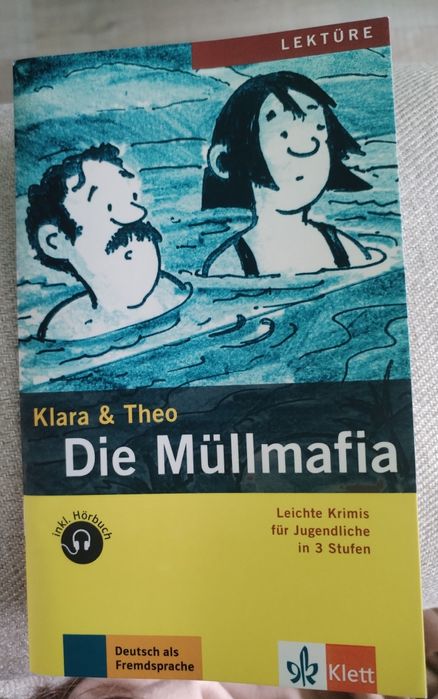 LEKTÜRE
Klara & Theo
Die Müllmafia
Leichte Krimis
für Jugendliche
in 3 Stufen
inkl. Hörbuch
Deutsch als
Fremdsprache
Klett